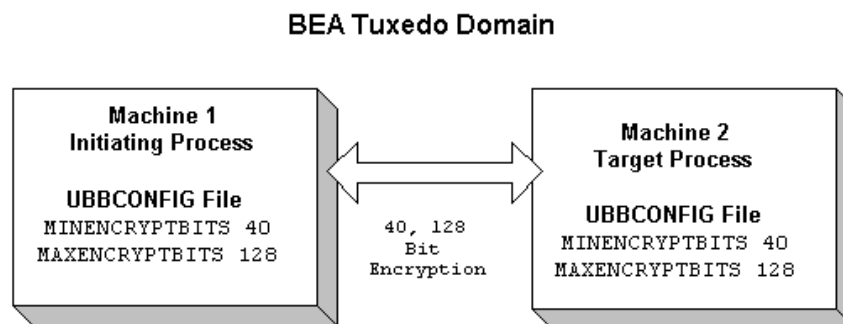 BEA Tuxedo Domain
Machine 1
Initiating Process
UBBCONFIG File
MINENCRYPTBITS 40
MAXENCRYPTBITS 128
40, 128
Bit
Encryption
Machine 2
Target Process
UBBCONFIG File
MINENCRYPTBITS 40
MAXENCRYPTBITS 128